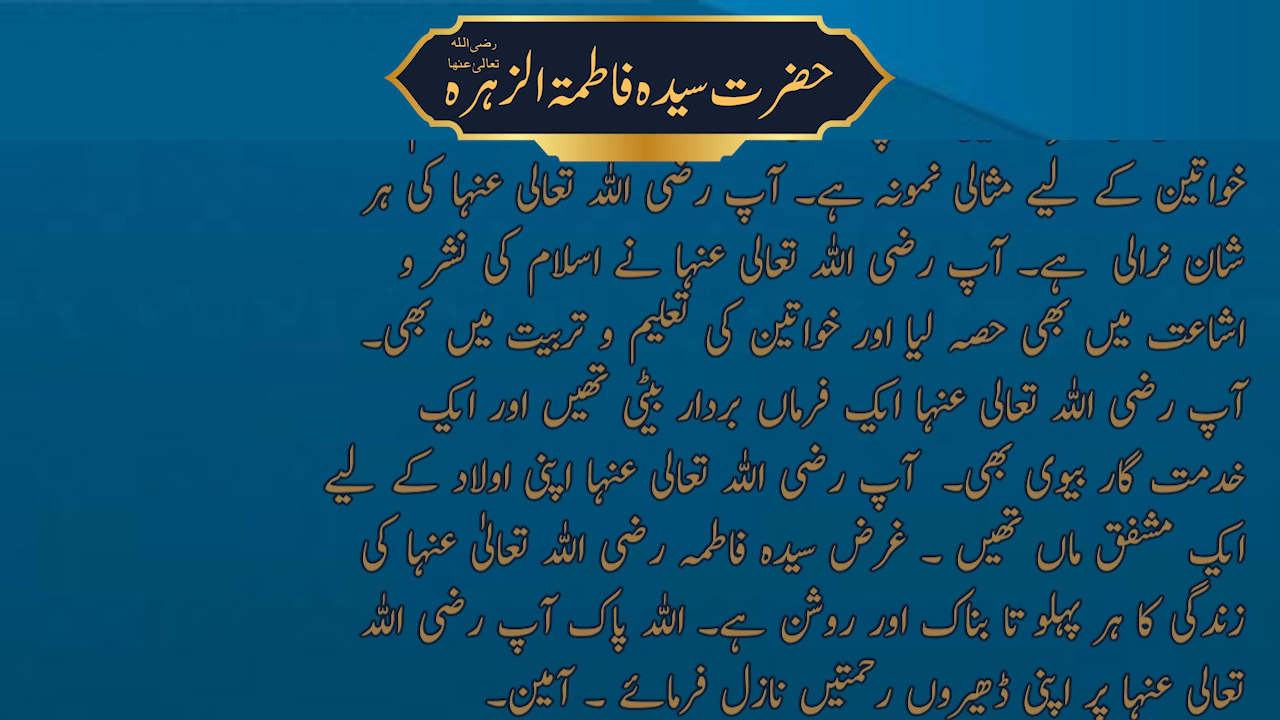 حضرت سیدہ فاطمۃ الزہرہ رضی اللہ تعالیٰ عنہا
خواتین کے لیے مثالی نمونہ ہے۔ آپ رضی اللہ تعالی عنہا کی ہر
شان نرالی ہے۔ آپ رضی اللہ تعالی عنہا نے اسلام کی نشر و
اشاعت میں بھی حصہ لیا اور خواتین کی تعلیم و تربیت میں بھی۔
آپ رضی اللہ تعالی عنہا ایک فرماں بردار بیٹی تھیں اور ایک
خدمت گار بیوی بھی۔ آپ رضی اللہ تعالی عنہا اپنی اولاد کے لیے
ایک مشفق ماں تھیں ۔ غرض سیدہ فاطمہ رضی اللہ تعالیٰ عنہا کی
زندگی کا ہر پہلو تا بناک اور روشن ہے۔ اللہ پاک آپ رضی اللہ
تعالی عنہا پر اپنی ڈھیروں رحمتیں نازل فرمائے ۔ آمین۔